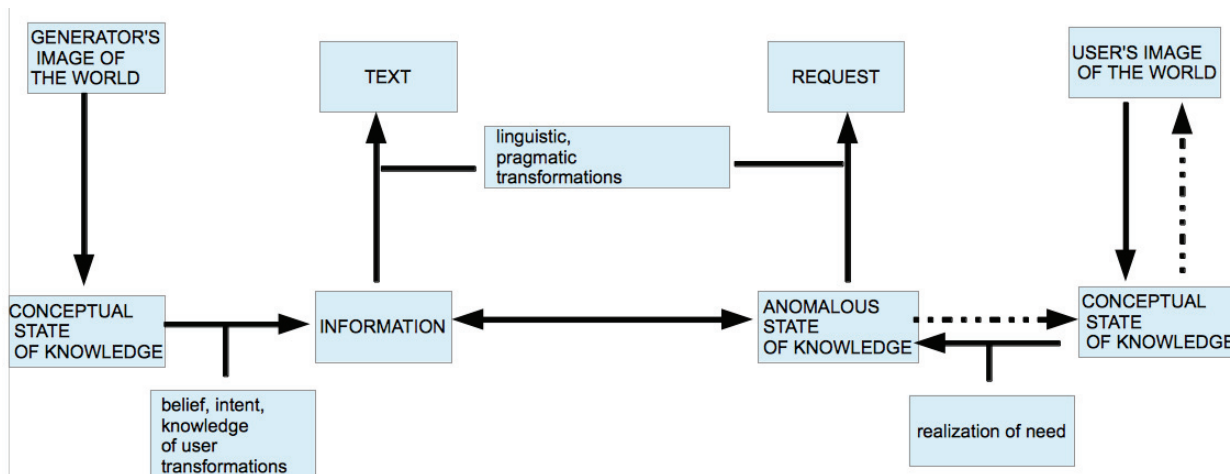 GENERATOR'S
IMAGE OF
THE WORLD
TEXT
REQUEST
USER'S IMAGE
OF THE WORLD
linguistic,
pragmatic
transformations
CONCEPTUAL
STATE
OF KNOWLEDGE
INFORMATION
ANOMALOUS
STATE
OF KNOWLEDGE
CONCEPTUAL
STATE
OF KNOWLEDGE
belief, intent,
knowledge
of user
transformations
realization of need